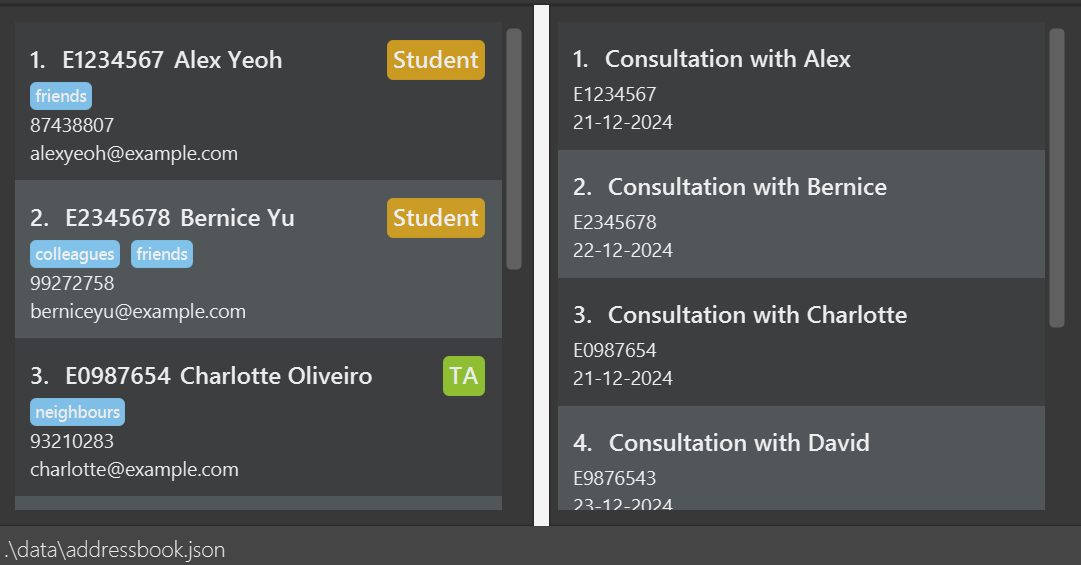 1. E1234567 Alex Yeoh Student
friends
87438807
alexyeoh@example.com
2. E2345678 Bernice Yu Student
colleagues friends
99272758
berniceyu@example.com
3. E0987654 Charlotte Oliveiro TA
neighbours
93210283
charlotte@example.com
1. Consultation with Alex
E1234567
21-12-2024
2. Consultation with Bernice
E2345678
22-12-2024
3. Consultation with Charlotte
E0987654
21-12-2024
4. Consultation with David
E9876543
23-12-2024
.\data\addressbook.json